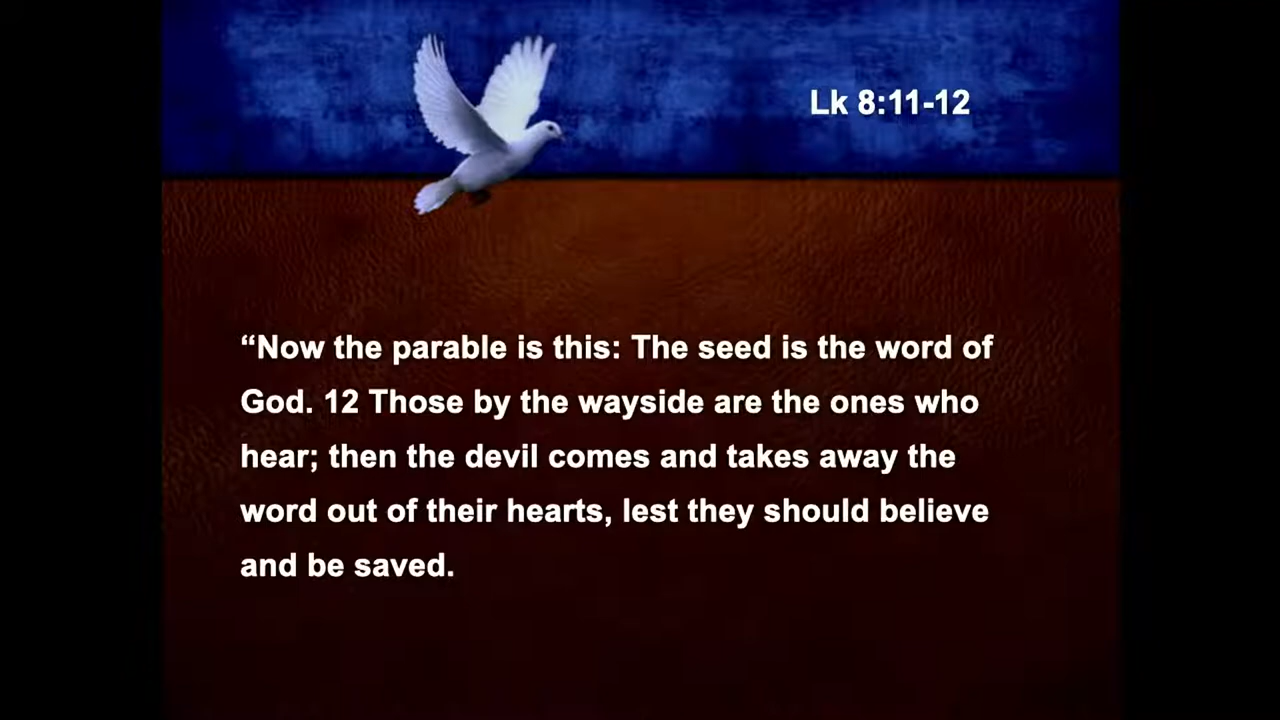 Lk 8:11-12
“Now the parable is this: The seed is the word of
God. 12 Those by the wayside are the ones who
hear; then the devil comes and takes away the
word out of their hearts, lest they should believe
and be saved.